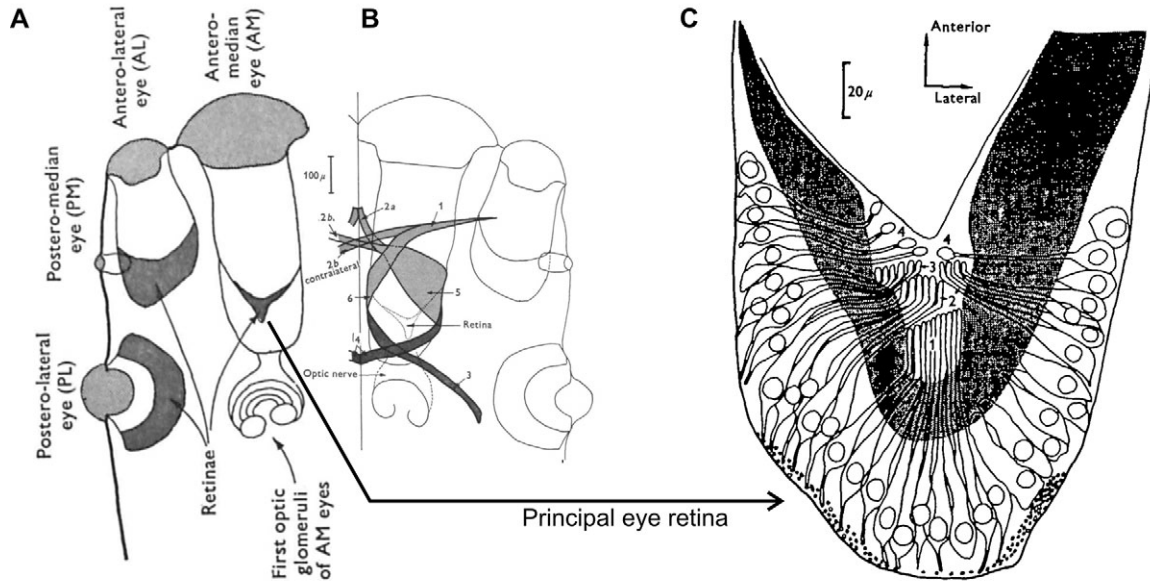 A
B
C
Antero-lateral
eye (AL)
Antero-
median
eye (AM)
Postero-median
eye (PM)
Postero-lateral
eye (PL)
Retinae
First optic
glomeruli
of AM eyes
100μ
2a
1
2b.
2b
contralateral
6
5
Retina
4
Optic nerve
3
Principal eye retina
20μ
Anterior
Lateral
4
4
3
2
1